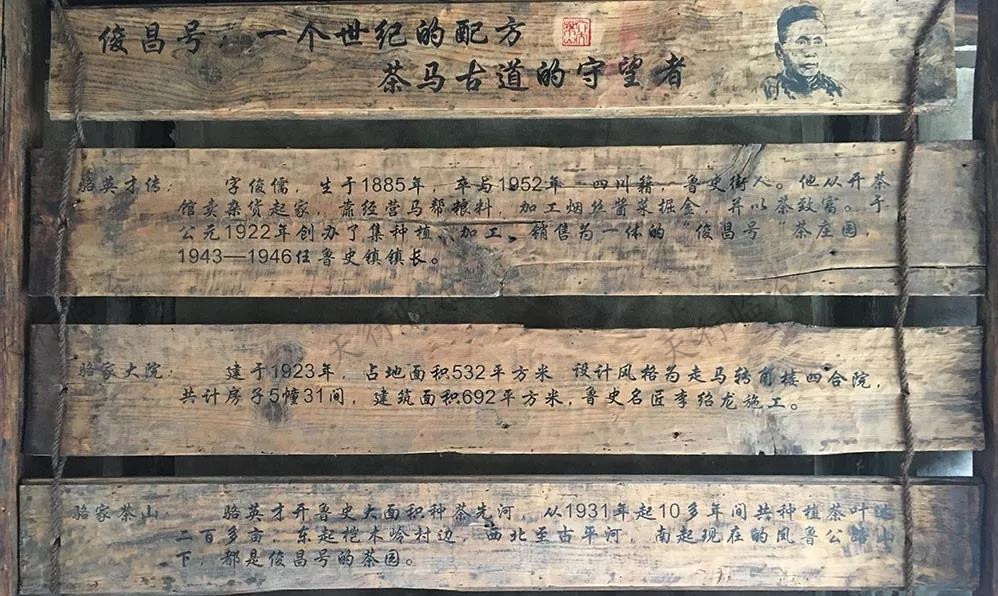 俊昌号：一个世纪的配方
茶马古道的守望者
骆英才传： 字俊儒，生于1885年，卒与1952年 四川籍，鲁史街人。他从开茶
馆卖杂货起家，靠经营马帮粮料，加工烟丝酱菜掘金，并以茶致富。于
公元1922年创办了集种植、加工、销售为一体的“俊昌号”茶庄园，
1943—1946任鲁史镇镇长。
骆家大院： 建于1923年，占地面积532平方米 设计风格为走马转角楼四合院，
共计房子5幢31间，建筑面积692平方米，鲁史名匠李绍龙施工。
骆家茶山： 骆英才开鲁史大面积种茶先河，从1931年起10多年间共种植茶叶达
二百多亩，东起桤木岭村边，西北至古平河，南起现在的凤鲁公路山
下，都是俊昌号的茶园。
天行临沧
天行临沧